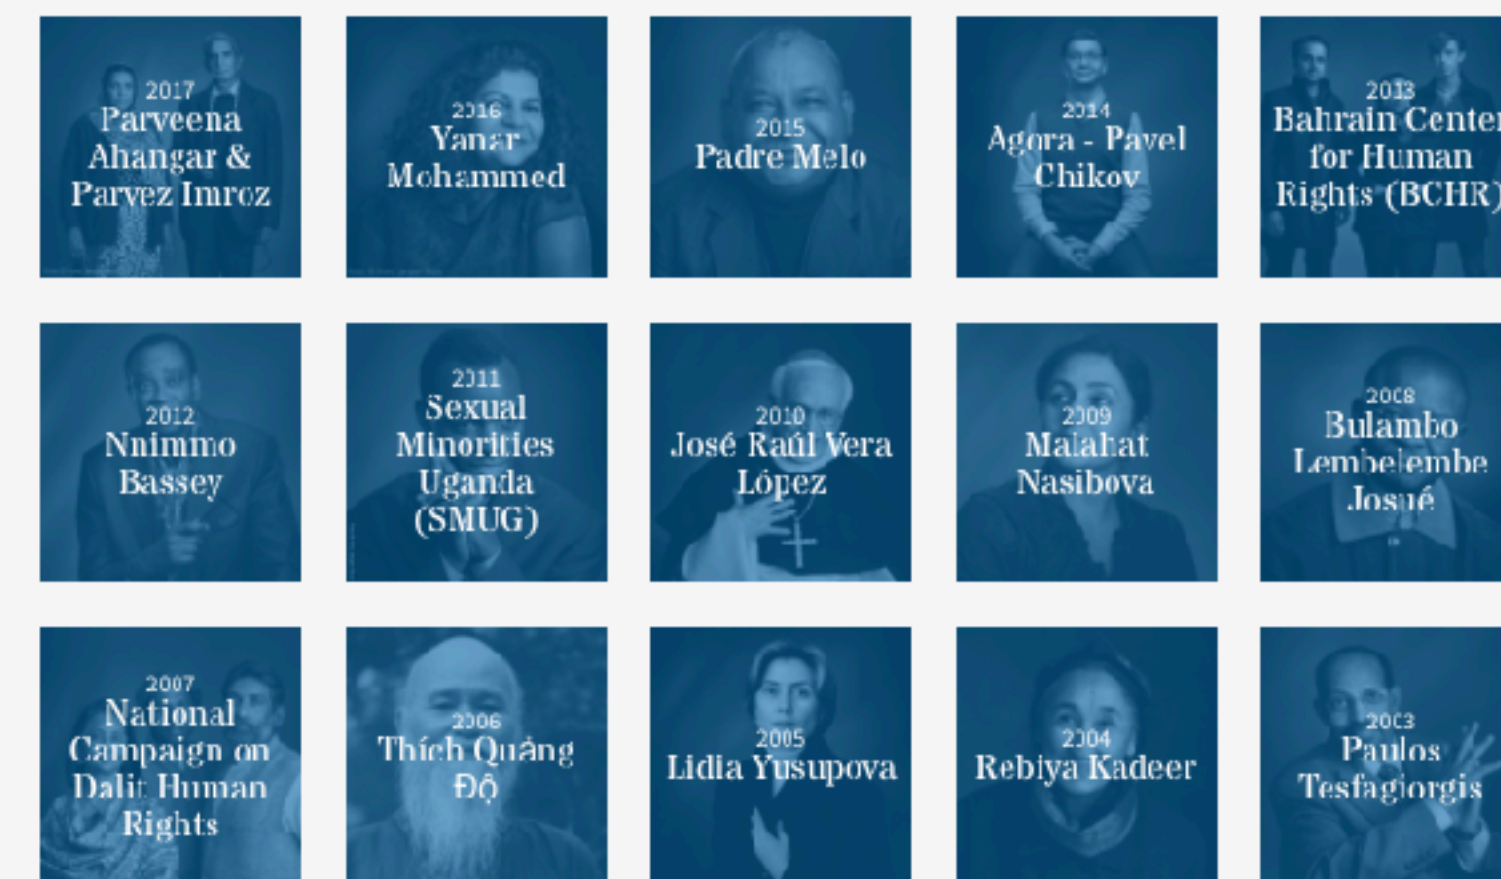 2017
Parveena
Ahangar &
Parvez Imroz
2016
Yanar
Mohammed
2015
Padre Melo
2014
Agora - Pavel
Chikov
2013
Bahrain Center
for Human
Rights (BCHR)
2012
Nnimmo
Bassey
2011
Sexual
Minorities
Uganda
(SMUG)
2010
José Raúl Vera
López
2009
Malahat
Nasibova
2008
Bulambo
Lembelembe
Josué
2007
National
Campaign on
Dalit Human
Rights
2006
Thích Quảng
Độ
2005
Lidia Yusupova
2004
Rebiya Kadeer
2003
Paulos
Tesfagiorgis